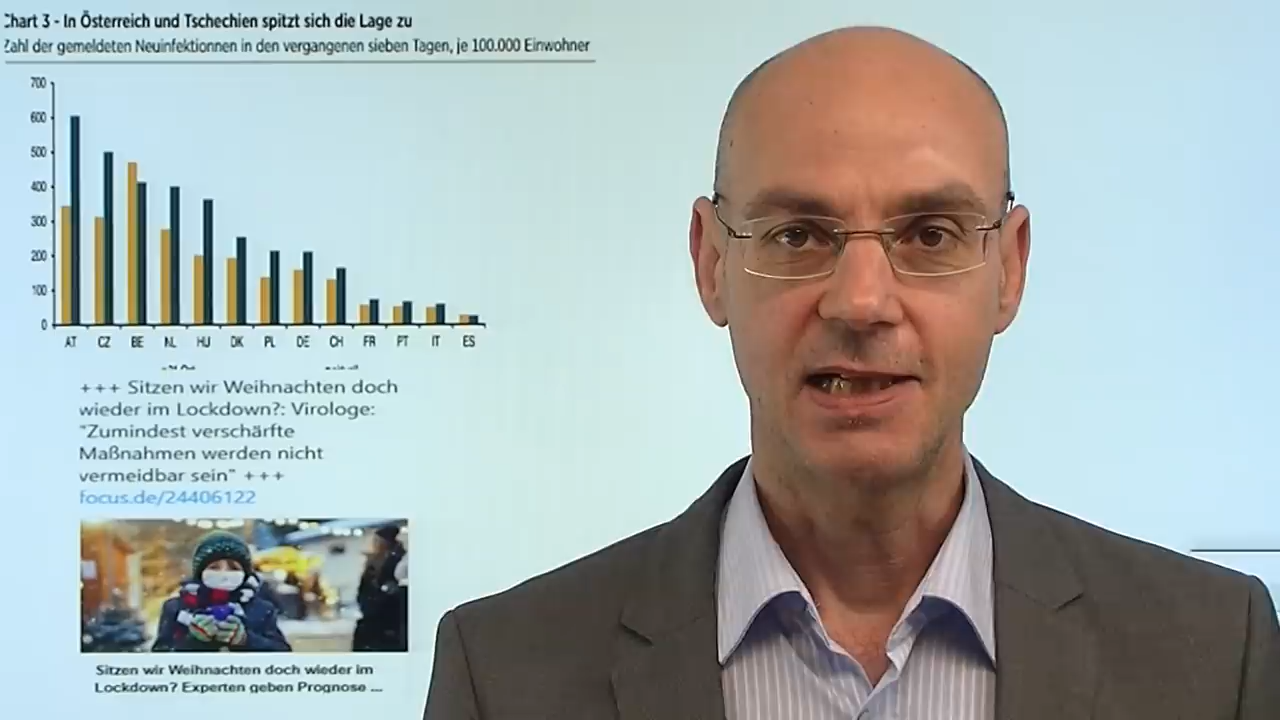 Chart 3 - In Österreich und Tschechien spitzt sich die Lage zu
Zahl der gemeldeten Neuinfektionnen in den vergangenen sieben Tagen, je 100.000 Einwohner
700
600
500
400
300
200
100
0
AT CZ BE NL HU DK PL DE CH FR PT IT ES
+++ Sitzen wir Weihnachten doch
wieder im Lockdown?: Virologe:
"Zumindest verschärfte
Maßnahmen werden nicht
vermeidbar sein" +++
focus.de/24406122
Sitzen wir Weihnachten doch wieder im
Lockdown? Experten geben Prognose ...